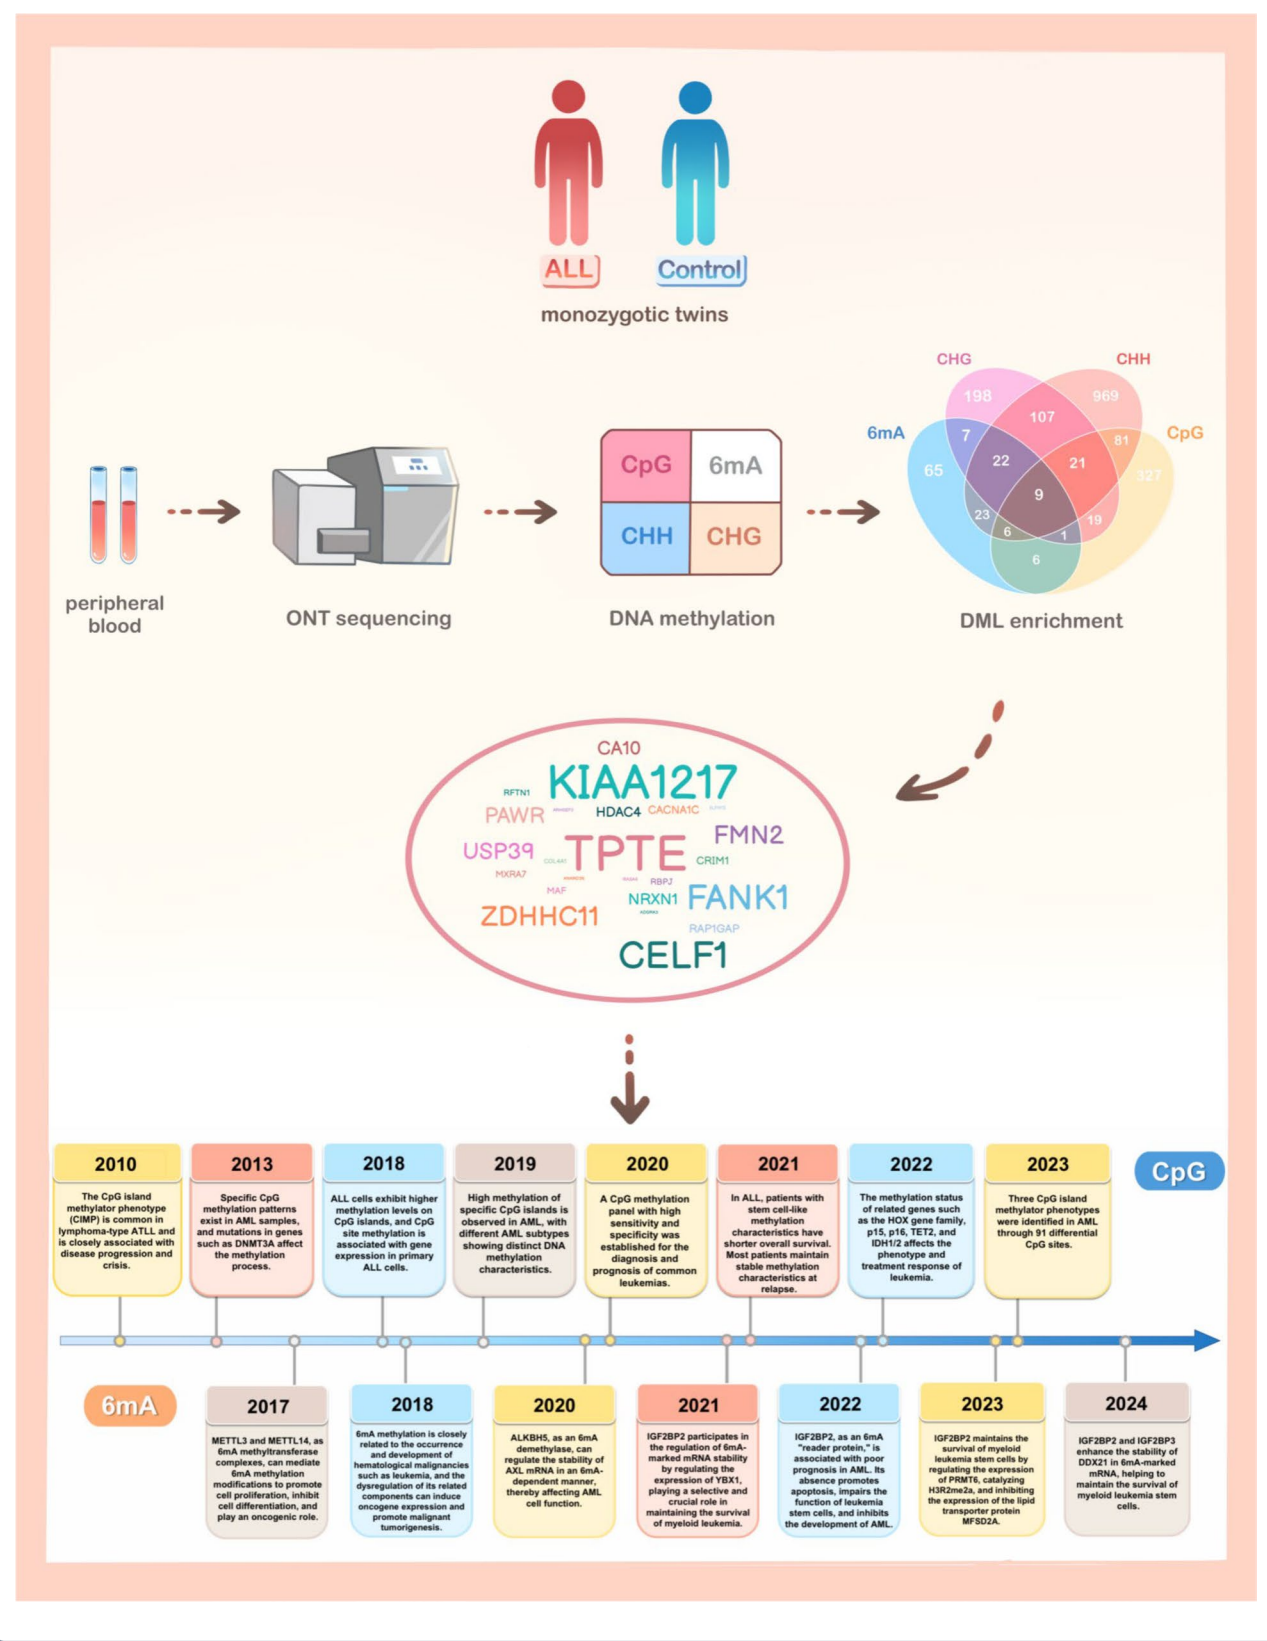 ALL
Control
monozygotic twins
peripheral
blood
ONT sequencing
CpG
6mA
CHH
CHG
DNA methylation
CHG
CHH
6mA
CpG
198
969
107
7
81
65
22
21
327
9
23
19
6
1
6
DML enrichment
CA10
KIAA1217
RFTN1
PAWR
HDAC4
CACNA1C
FMN2
USP39
TPTE
CRIM1
MXRA7
RBPJ
MAF
NRXN1
FANK1
ZDHHC11
RAP1GAP
CELF1
CpG
2010
The CpG island
methylator phenotype
(CIMP) is common in
lymphoma-type ATLL and
is closely associated with
disease progression and
crisis.
2013
Specific CpG
methylation patterns
exist in AML samples,
and mutations in genes
such as DNMT3A affect
the methylation
process.
2018
ALL cells exhibit higher
methylation levels on
CpG islands, and CpG
site methylation is
associated with gene
expression in primary
ALL cells.
2019
High methylation of
specific CpG islands is
observed in AML, with
different AML subtypes
showing distinct DNA
methylation
characteristics.
2020
A CpG methylation
panel with high
sensitivity and
specificity was
established for the
diagnosis and
prognosis of common
leukemias.
2021
In ALL, patients with
stem cell-like
methylation
characteristics have
shorter overall survival.
Most patients maintain
stable methylation
characteristics at
relapse.
2022
The methylation status
of related genes such
as the HOX gene family,
p15, p16, TET2, and
IDH1/2 affects the
phenotype and
treatment response of
leukemia.
2023
Three CpG island
methylator phenotypes
were identified in AML
through 91 differential
CpG sites.
6mA
2017
METTL3 and METTL14, as
6mA methyltransferase
complexes, can mediate
6mA methylation
modifications to promote
cell proliferation, inhibit
cell differentiation, and
play an oncogenic role.
2018
6mA methylation is closely
related to the occurrence
and development of
hematological malignancies
such as leukemia, and the
dysregulation of its related
components can induce
oncogene expression and
promote malignant
tumorigenesis.
2020
ALKBH5, as an 6mA
demethylase, can
regulate the stability of
AXL mRNA in an 6mA-
dependent manner,
thereby affecting AML
cell function.
2021
IGF2BP2 participates in
the regulation of 6mA-
marked mRNA stability
by regulating the
expression of YBX1,
playing a selective and
crucial role in
maintaining the survival
of myeloid leukemia.
2022
IGF2BP2, as an 6mA
"reader protein," is
associated with poor
prognosis in AML. Its
absence promotes
apoptosis, impairs the
function of leukemia
stem cells, and inhibits
the development of AML.
2023
IGF2BP2 maintains the
survival of myeloid
leukemia stem cells by
regulating the expression
of PRMT6, catalyzing
H3R2me2a, and inhibiting
the expression of the lipid
transporter protein
MFSD2A.
2024
IGF2BP2 and IGF2BP3
enhance the stability of
DDX21 in 6mA-marked
mRNA, helping to
maintain the survival of
myeloid leukemia stem
cells.